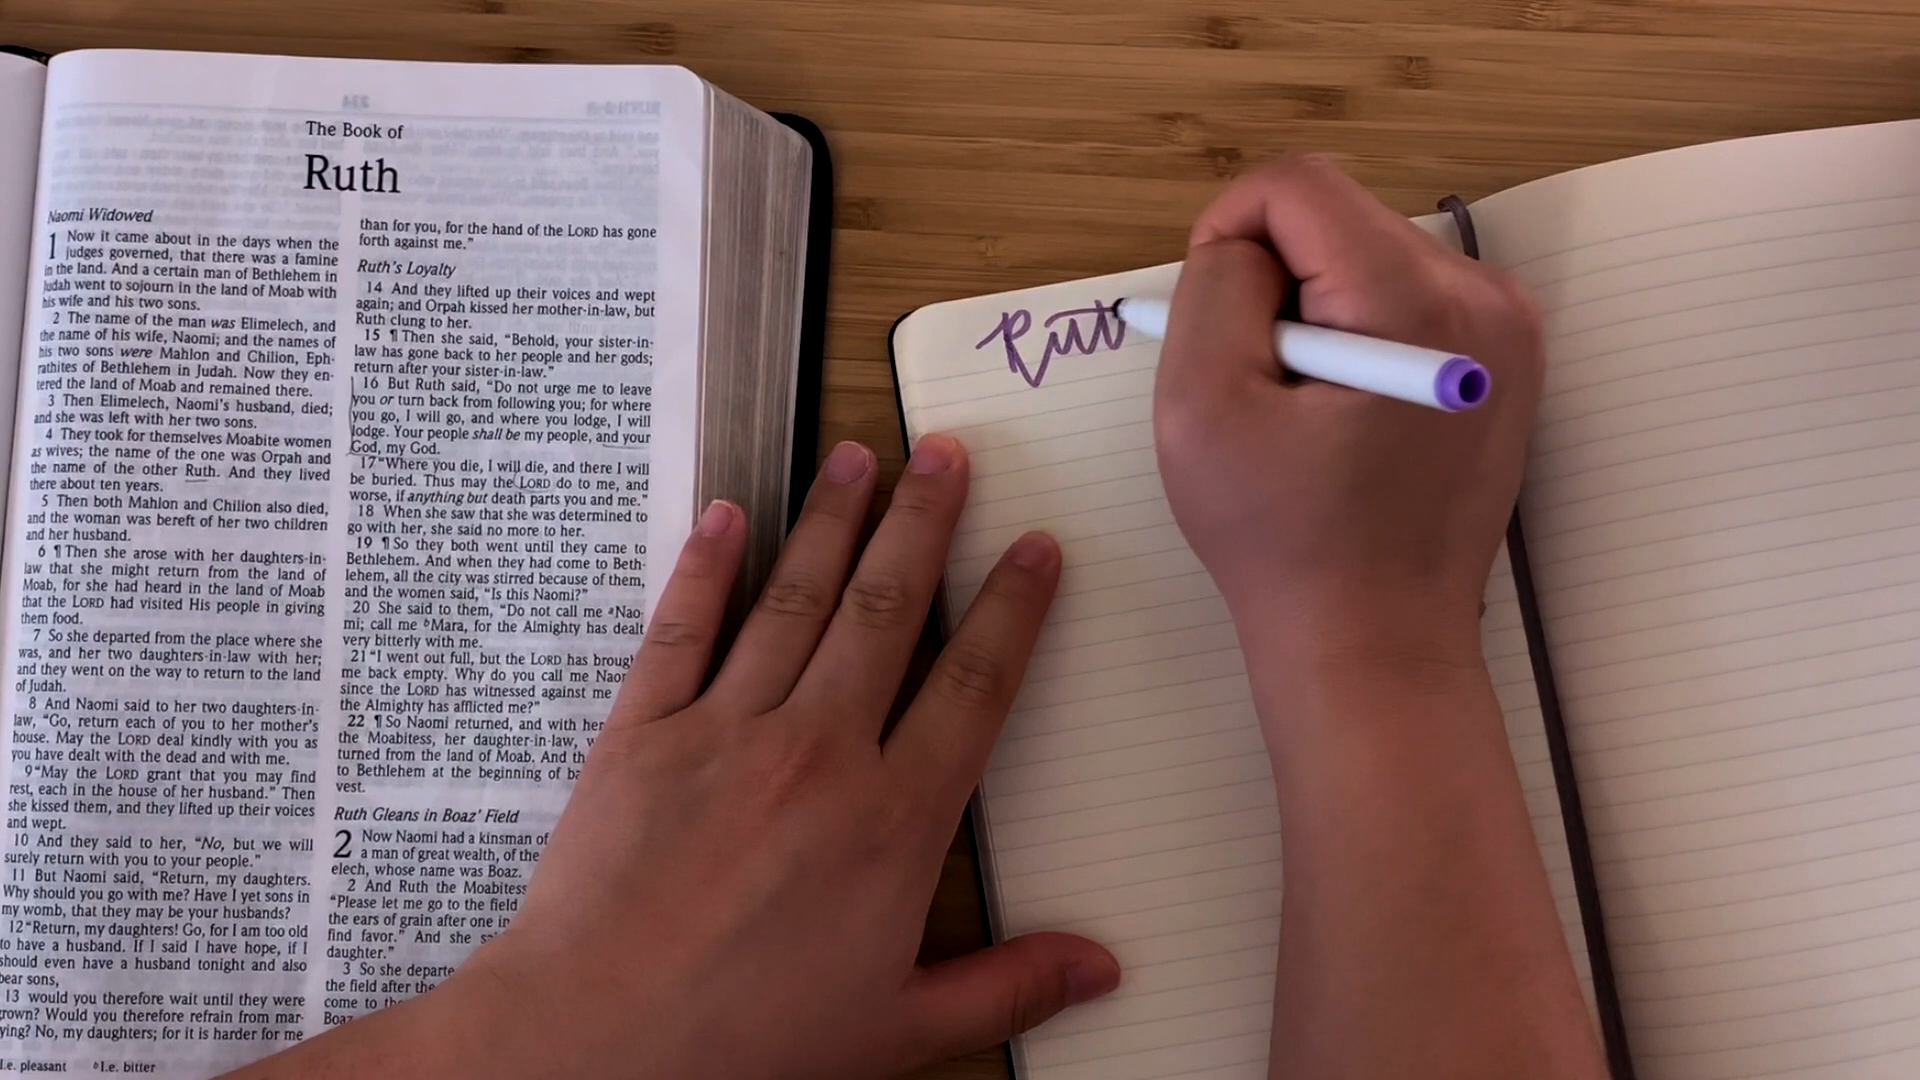 The Book of
Ruth
Naomi Widowed
1 Now it came about in the days when the
judges governed, that there was a famine
in the land. And a certain man of Bethlehem in
Judah went to sojourn in the land of Moab with
his wife and his two sons.
2 The name of the man was Elimelech, and
the name of his wife, Naomi; and the names of
his two sons were Mahlon and Chilion, Eph-
rathites of Bethlehem in Judah. Now they en-
tered the land of Moab and remained there.
3 Then Elimelech, Naomi's husband, died;
and she was left with her two sons.
4 They took for themselves Moabite women
as wives; the name of the one was Orpah and
the name of the other Ruth. And they lived
there about ten years.
5 Then both Mahlon and Chilion also died,
and the woman was bereft of her two children
and her husband.
6 ¶ Then she arose with her daughters-in-
law that she might return from the land of
Moab, for she had heard in the land of Moab
that the LORD had visited His people in giving
them food.
7 So she departed from the place where she
was, and her two daughters-in-law with her;
and they went on the way to return to the land
of Judah.
8 And Naomi said to her two daughters-in-
law, "Go, return each of you to her mother's
house. May the LORD deal kindly with you as
you have dealt with the dead and with me.
9 "May the LORD grant that you may find
rest, each in the house of her husband." Then
she kissed them, and they lifted up their voices
and wept.
10 And they said to her, "No, but we will
surely return with you to your people."
11 But Naomi said, "Return, my daughters.
Why should you go with me? Have I yet sons in
my womb, that they may be your husbands?
12 "Return, my daughters! Go, for I am too old
to have a husband. If I said I have hope, if I
should even have a husband tonight and also
bear sons,
13 would you therefore wait until they were
grown? Would you therefore refrain from mar-
rying? No, my daughters; for it is harder for me
I.e. pleasant b I.e. bitter
than for you, for the hand of the LORD has gone
forth against me."
Ruth's Loyalty
14 And they lifted up their voices and wept
again; and Orpah kissed her mother-in-law, but
Ruth clung to her.
15 ¶ Then she said, "Behold, your sister-in-
law has gone back to her people and her gods;
return after your sister-in-law."
16 But Ruth said, "Do not urge me to leave
you or turn back from following you; for where
you go, I will go, and where you lodge, I will
lodge. Your people shall be my people, and your
God, my God.
17 "Where you die, I will die, and there I will
be buried. Thus may the LORD do to me, and
worse, if anything but death parts you and me."
18 When she saw that she was determined to
go with her, she said no more to her.
19 ¶ So they both went until they came to
Bethlehem. And when they had come to Beth-
lehem, all the city was stirred because of them,
and the women said, "Is this Naomi?"
20 She said to them, "Do not call me a Nao-
mi; call me b Mara, for the Almighty has dealt
very bitterly with me.
21 "I went out full, but the LORD has brough
me back empty. Why do you call me Naor
since the LORD has witnessed against me
the Almighty has afflicted me?"
22 ¶ So Naomi returned, and with her
the Moabitess, her daughter-in-law, w
turned from the land of Moab. And th
to Bethlehem at the beginning of ba
vest.
Ruth Gleans in Boaz' Field
2 Now Naomi had a kinsman of
a man of great wealth, of the
elech, whose name was Boaz.
2 And Ruth the Moabitess
"Please let me go to the field
the ears of grain after one in
find favor." And she sa
daughter."
3 So she departe
the field after the
come to the
Boaz
Rut